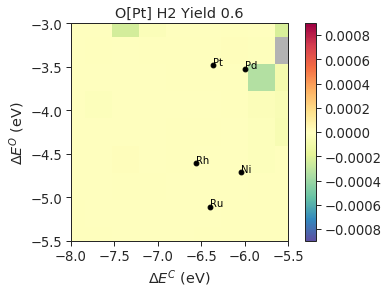 O[Pt] H2 Yield 0.6
−3.0
−3.5
−4.0
−4.5
−5.0
−5.5
ΔE^O (eV)
Pt
Pd
Rh
Ni
Ru
−8.0 −7.5 −7.0 −6.5 −6.0 −5.5
ΔE^C (eV)
0.0008
0.0006
0.0004
0.0002
0.0000
−0.0002
−0.0004
−0.0006
−0.0008